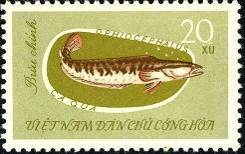 20
XU
Bưu chính
OPHIOCEPHALUS
CÁ QUẢ
VIỆT NAM DÂN CHỦ CỘNG HÒA